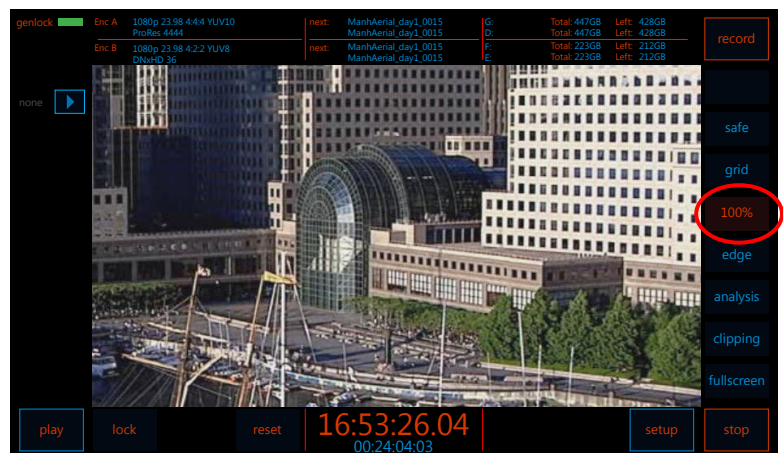 genlock
Enc A 1080p 23.98 4:4:4 YUV10
ProRes 4444
next: ManhAerial_day1_0015
ManhAerial_day1_0015
G: Total: 447GB Left: 428GB
D: Total: 447GB Left: 428GB
record
Enc B 1080p 23.98 4:2:2 YUV8
DNxHD 36
next: ManhAerial_day1_0015
ManhAerial_day1_0015
F: Total: 223GB Left: 212GB
E: Total: 223GB Left: 212GB
none
safe
grid
100%
edge
analysis
clipping
fullscreen
play
lock
reset
16:53:26.04
00:24:04:03
setup
stop